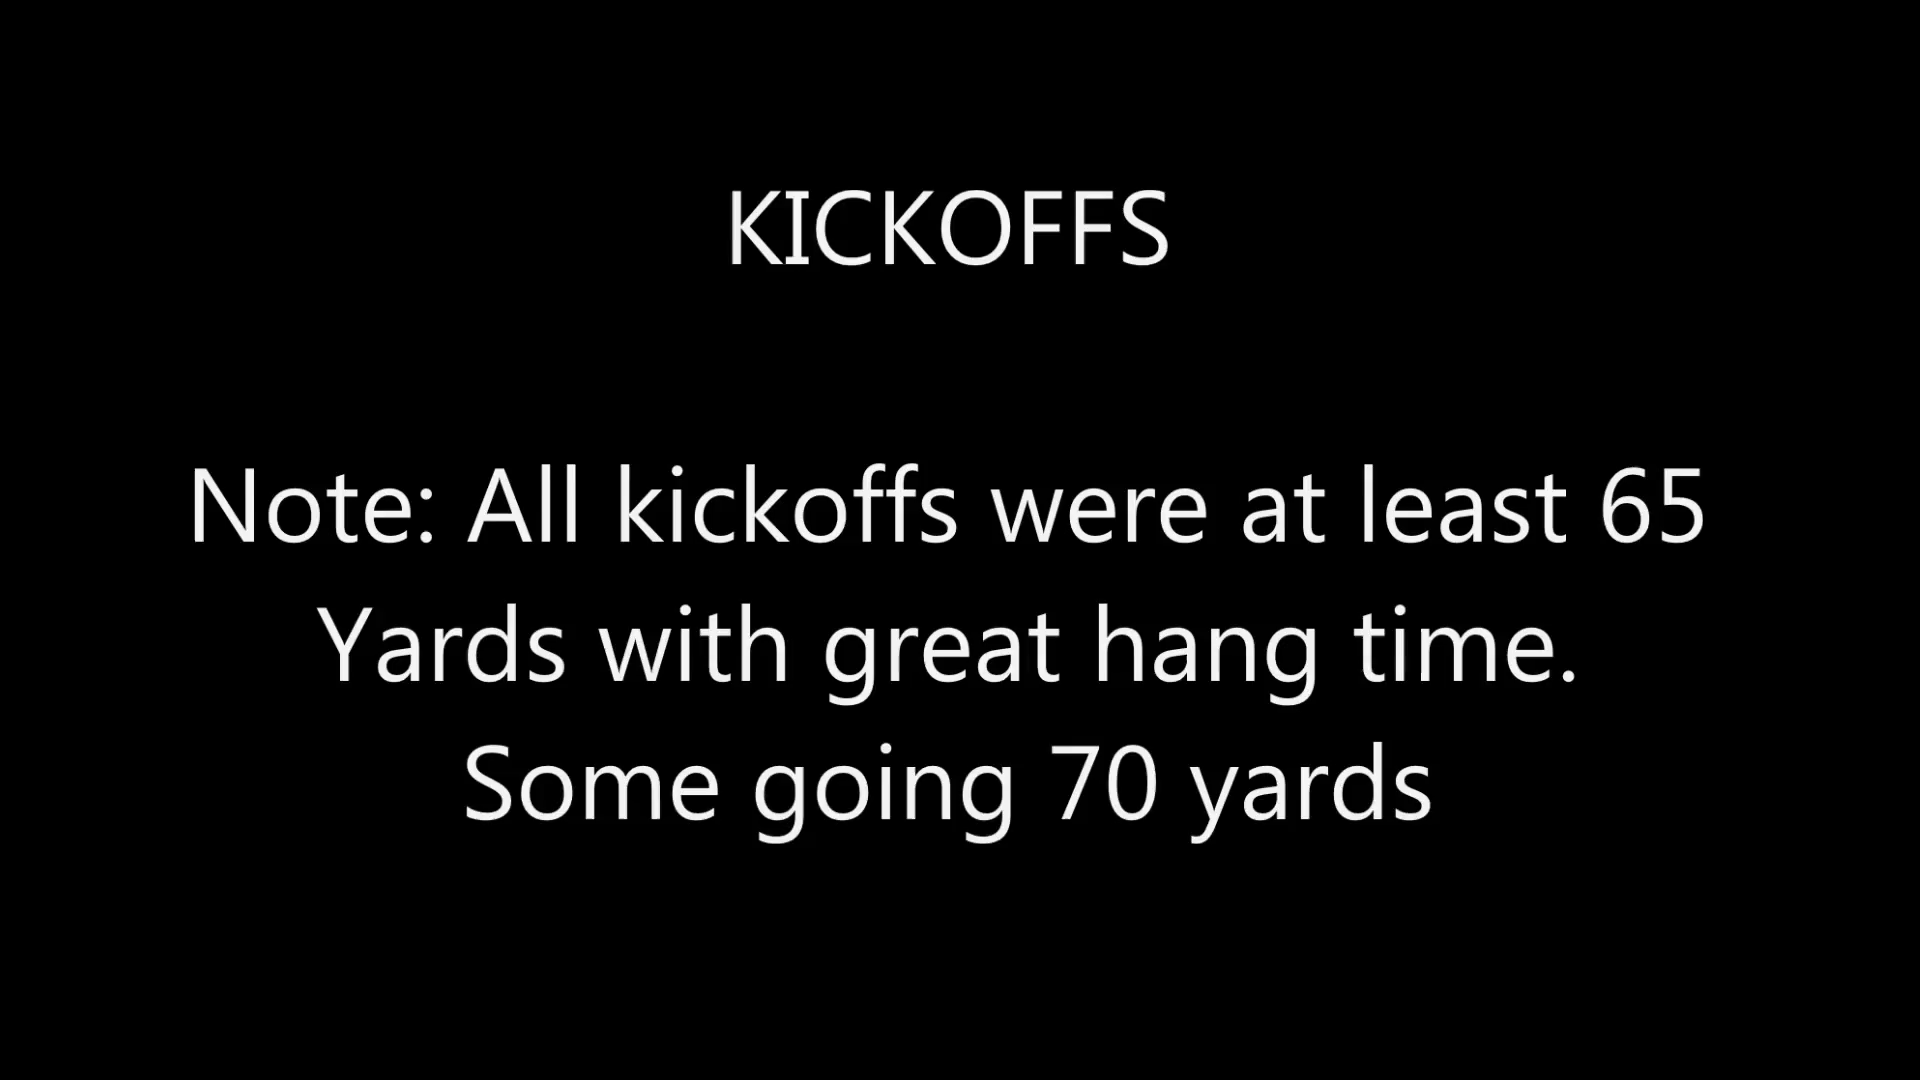 KICKOFFS
Note: All kickoffs were at least 65
Yards with great hang time.
Some going 70 yards